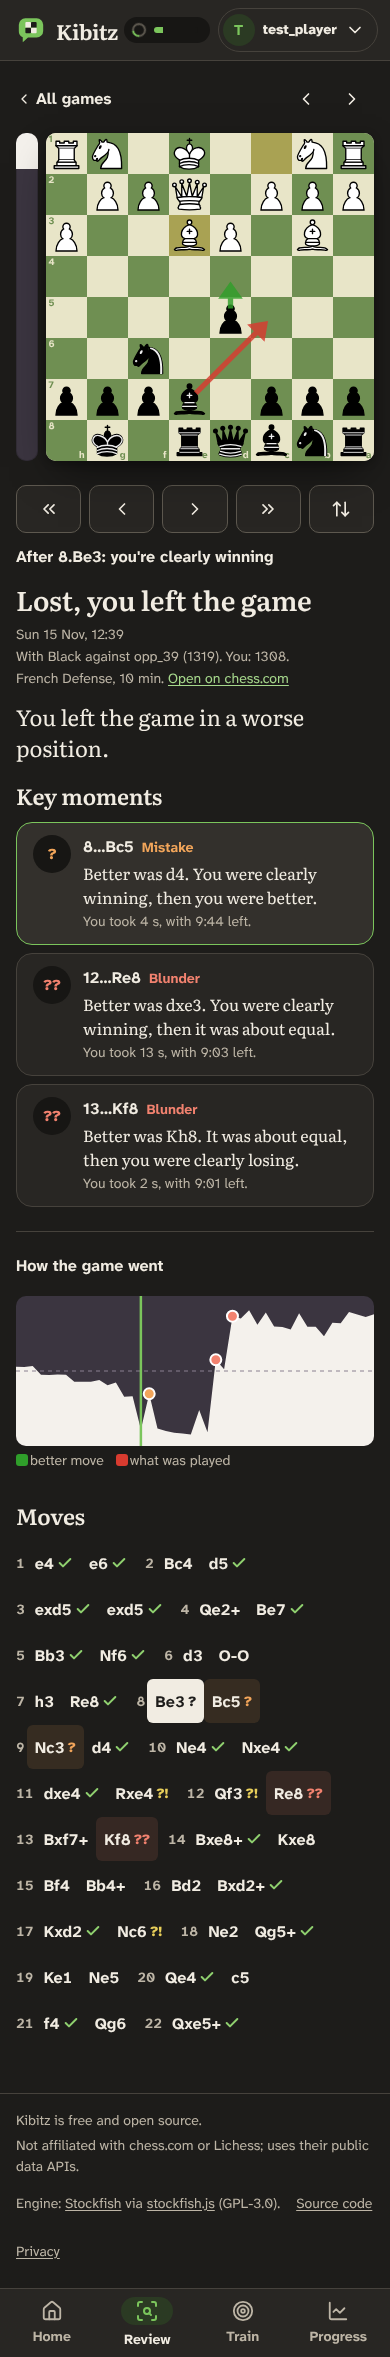 Kibitz
T
test_player
All games
1
2
3
4
5
6
7
8
h g f e d c b a
After 8.Be3: you're clearly winning
Lost, you left the game
Sun 15 Nov, 12:39
With Black against opp_39 (1319). You: 1308.
French Defense, 10 min. Open on chess.com
You left the game in a worse
position.
Key moments
? 8...Bc5 Mistake
Better was d4. You were clearly
winning, then you were better.
You took 4 s, with 9:44 left.
?? 12...Re8 Blunder
Better was dxe3. You were clearly
winning, then it was about equal.
You took 13 s, with 9:03 left.
?? 13...Kf8 Blunder
Better was Kh8. It was about equal,
then you were clearly losing.
You took 2 s, with 9:01 left.
How the game went
better move what was played
Moves
1 e4 ✓ e6 ✓ 2 Bc4 d5 ✓
3 exd5 ✓ exd5 ✓ 4 Qe2+ Be7 ✓
5 Bb3 ✓ Nf6 ✓ 6 d3 O-O
7 h3 Re8 ✓ 8 Be3 ? Bc5 ?
9 Nc3 ? d4 ✓ 10 Ne4 ✓ Nxe4 ✓
11 dxe4 ✓ Rxe4 ?! 12 Qf3 ?! Re8 ??
13 Bxf7+ Kf8 ?? 14 Bxe8+ ✓ Kxe8
15 Bf4 Bb4+ 16 Bd2 Bxd2+ ✓
17 Kxd2 ✓ Nc6 ?! 18 Ne2 Qg5+ ✓
19 Ke1 Ne5 20 Qe4 ✓ c5
21 f4 ✓ Qg6 22 Qxe5+ ✓
Kibitz is free and open source.
Not affiliated with chess.com or Lichess; uses their public
data APIs.
Engine: Stockfish via stockfish.js (GPL-3.0). Source code
Privacy
Home Review Train Progress